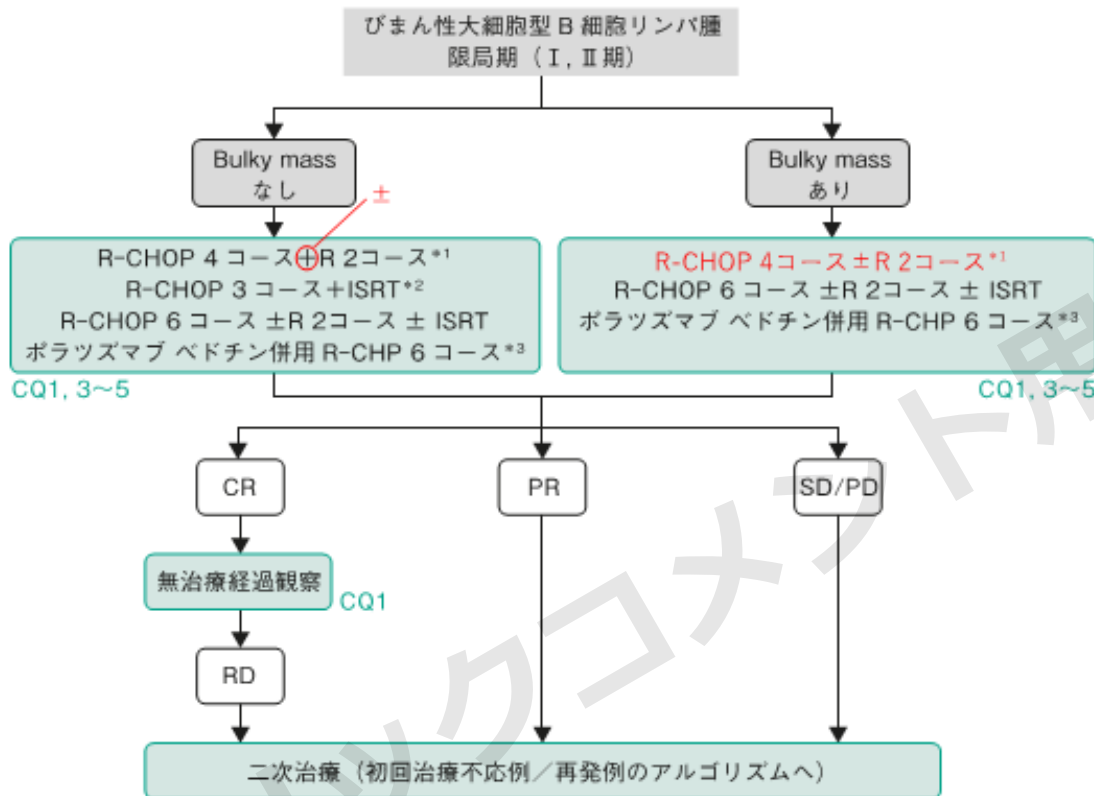 びまん性大細胞型 B 細胞リンパ腫
限局期（Ⅰ, Ⅱ期）
Bulky mass
なし
Bulky mass
あり
±
R-CHOP 4 コース+R 2コース*1
R-CHOP 3 コース+ISRT*2
R-CHOP 6 コース ±R 2コース ± ISRT
ポラツズマブ ベドチン併用 R-CHP 6 コース*3
CQ1, 3〜5
R-CHOP 4コース±R 2コース*1
R-CHOP 6 コース ±R 2コース ± ISRT
ポラツズマブ ベドチン併用 R-CHP 6 コース*3
CQ1, 3〜5
CR
PR
SD/PD
無治療経過観察
CQ1
RD
二次治療（初回治療不応例／再発例のアルゴリズムへ）
ックコメント用